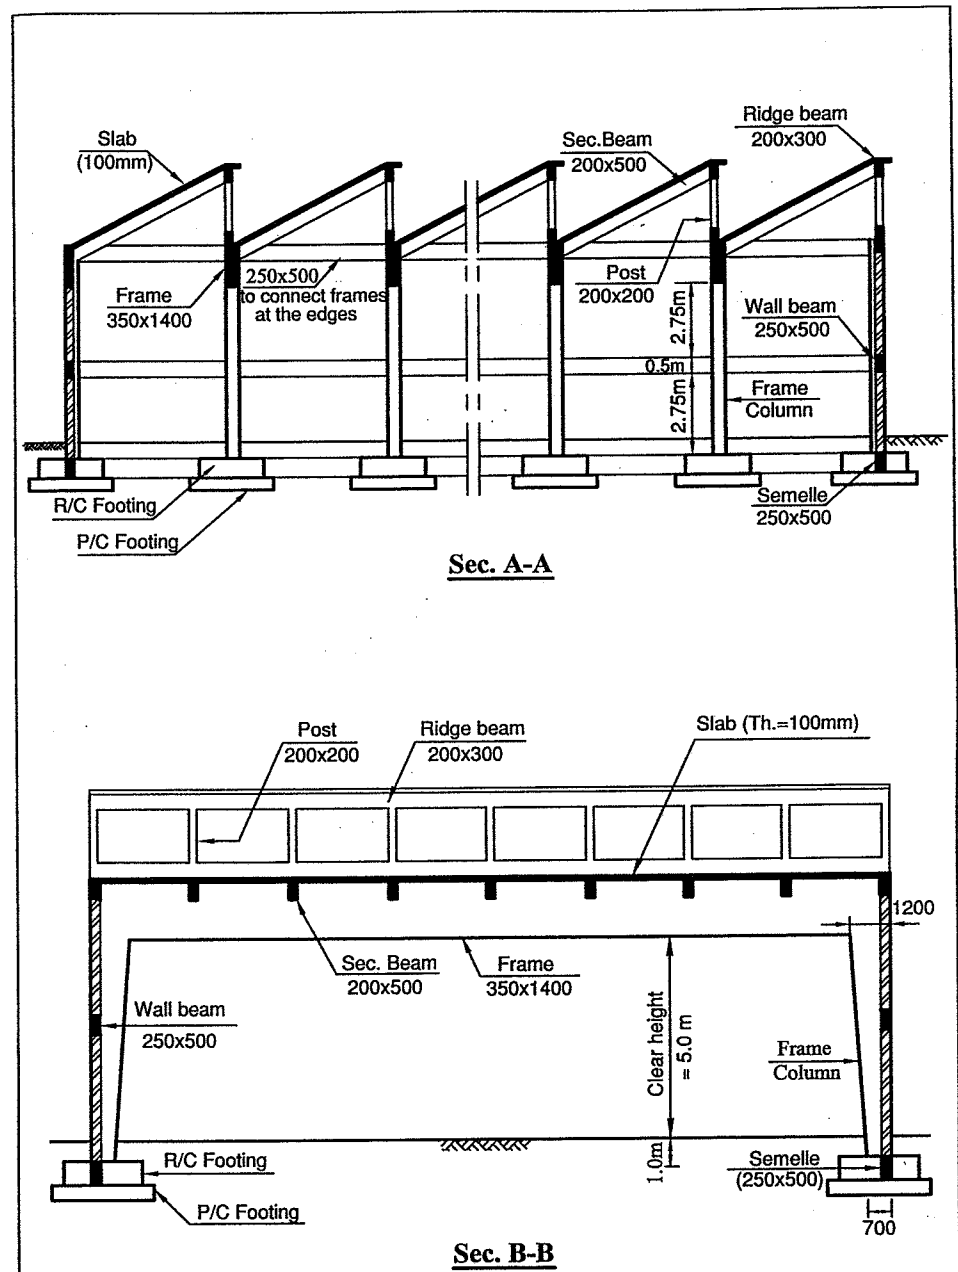 Slab
(100mm)
Sec.Beam
200x500
Ridge beam
200x300
Frame
350x1400
250x500
to connect frames
at the edges
Post
200x200
2.75m
0.5m
2.75m
Wall beam
250x500
Frame
Column
R/C Footing
P/C Footing
Semelle
250x500
Sec. A-A
Post
200x200
Ridge beam
200x300
Slab (Th.=100mm)
1200
Sec. Beam
200x500
Frame
350x1400
Wall beam
250x500
Clear height
= 5.0 m
Frame
Column
1.0m
R/C Footing
P/C Footing
Semelle
(250x500)
700
Sec. B-B